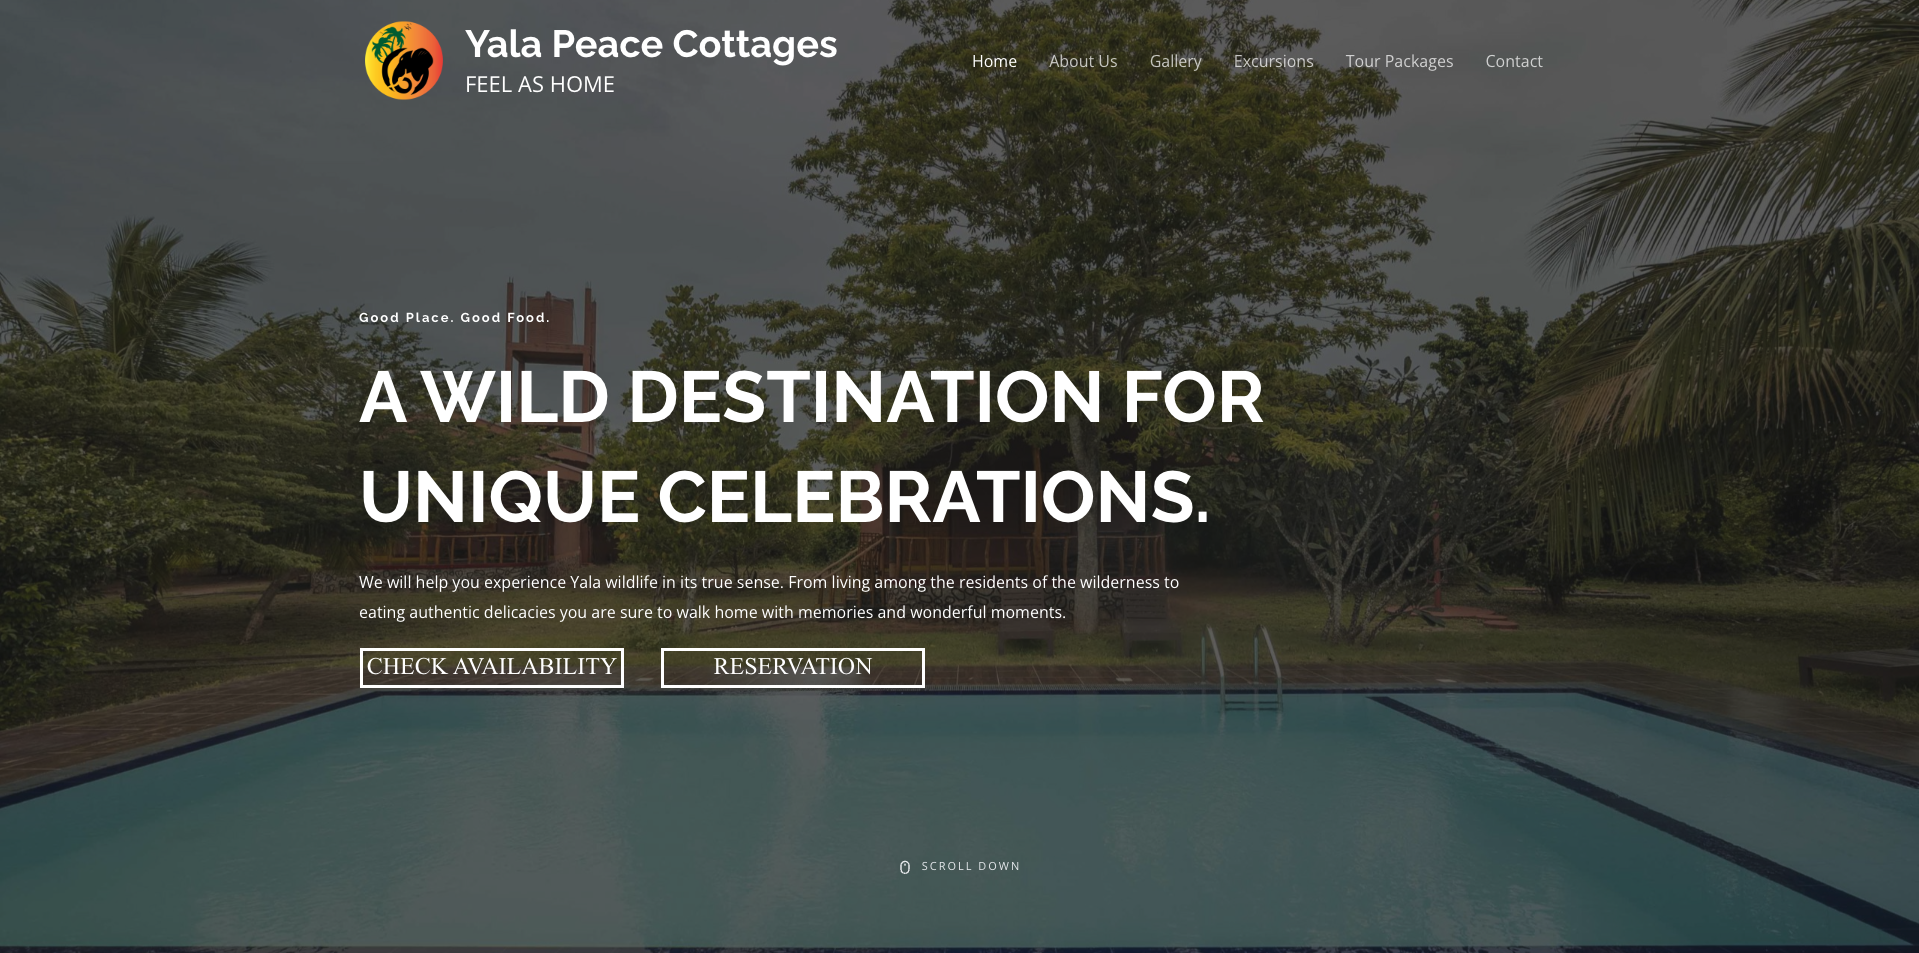 Yala Peace Cottages
FEEL AS HOME
Home About Us Gallery Excursions Tour Packages Contact
Good Place. Good Food.
A WILD DESTINATION FOR
UNIQUE CELEBRATIONS.
We will help you experience Yala wildlife in its true sense. From living among the residents of the wilderness to
eating authentic delicacies you are sure to walk home with memories and wonderful moments.
CHECK AVAILABILITY RESERVATION
SCROLL DOWN